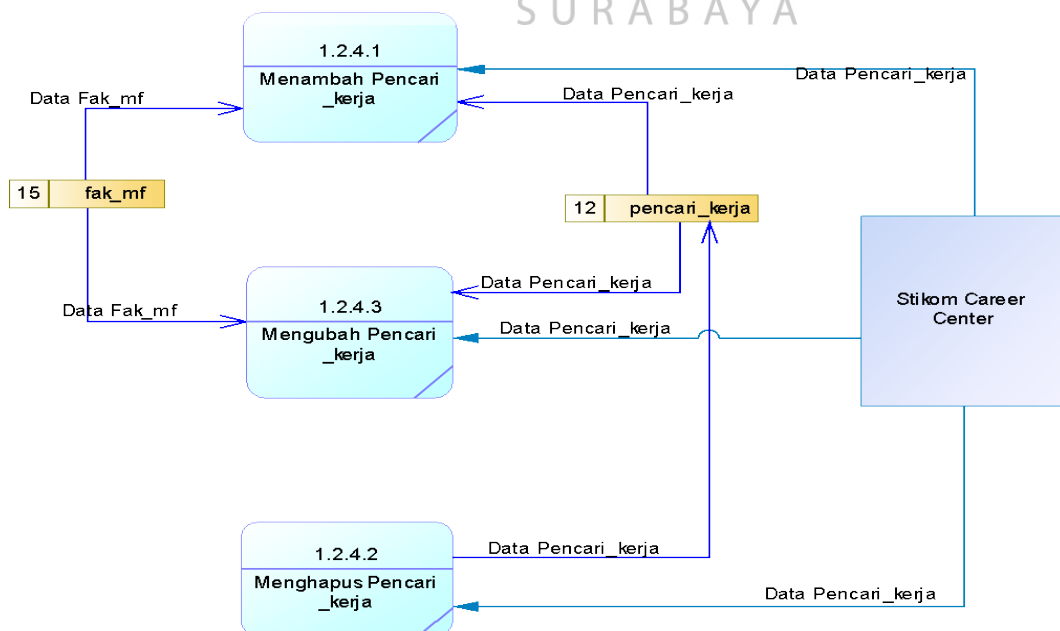 SURABAYA
1.2.4.1
Menambah Pencari
_kerja
Data Pencari_kerja
Data Fak_mf
Data Pencari_kerja
15 fak_mf
12 pencari_kerja
Data Pencari_kerja
1.2.4.3
Mengubah Pencari
_kerja
Data Fak_mf
Data Pencari_kerja
Stikom Career
Center
1.2.4.2
Menghapus Pencari
_kerja
Data Pencari_kerja
Data Pencari_kerja